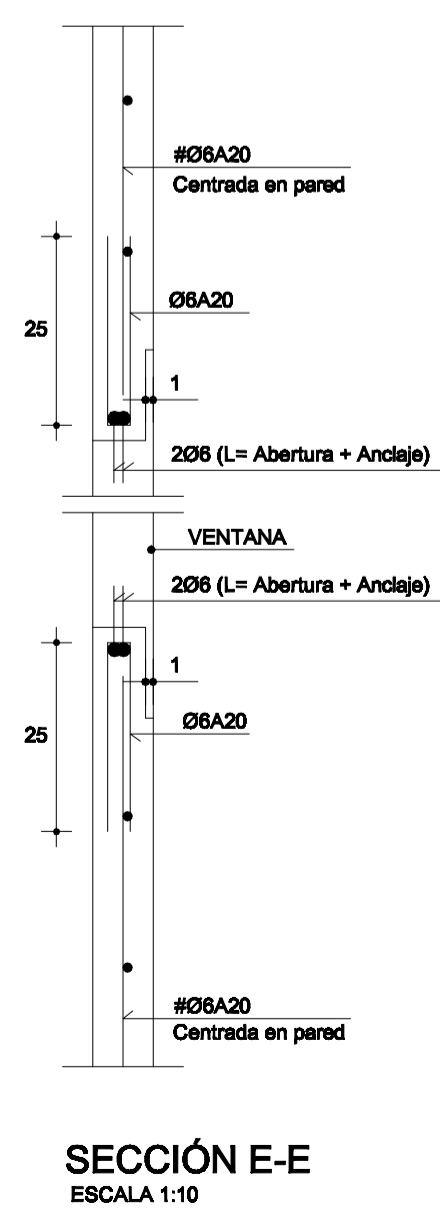 #Ø6A20
Centrada en pared
Ø6A20
25
1
2Ø6 (L= Abertura + Anclaje)
VENTANA
2Ø6 (L= Abertura + Anclaje)
1
Ø6A20
25
#Ø6A20
Centrada en pared
SECCIÓN E-E
ESCALA 1:10